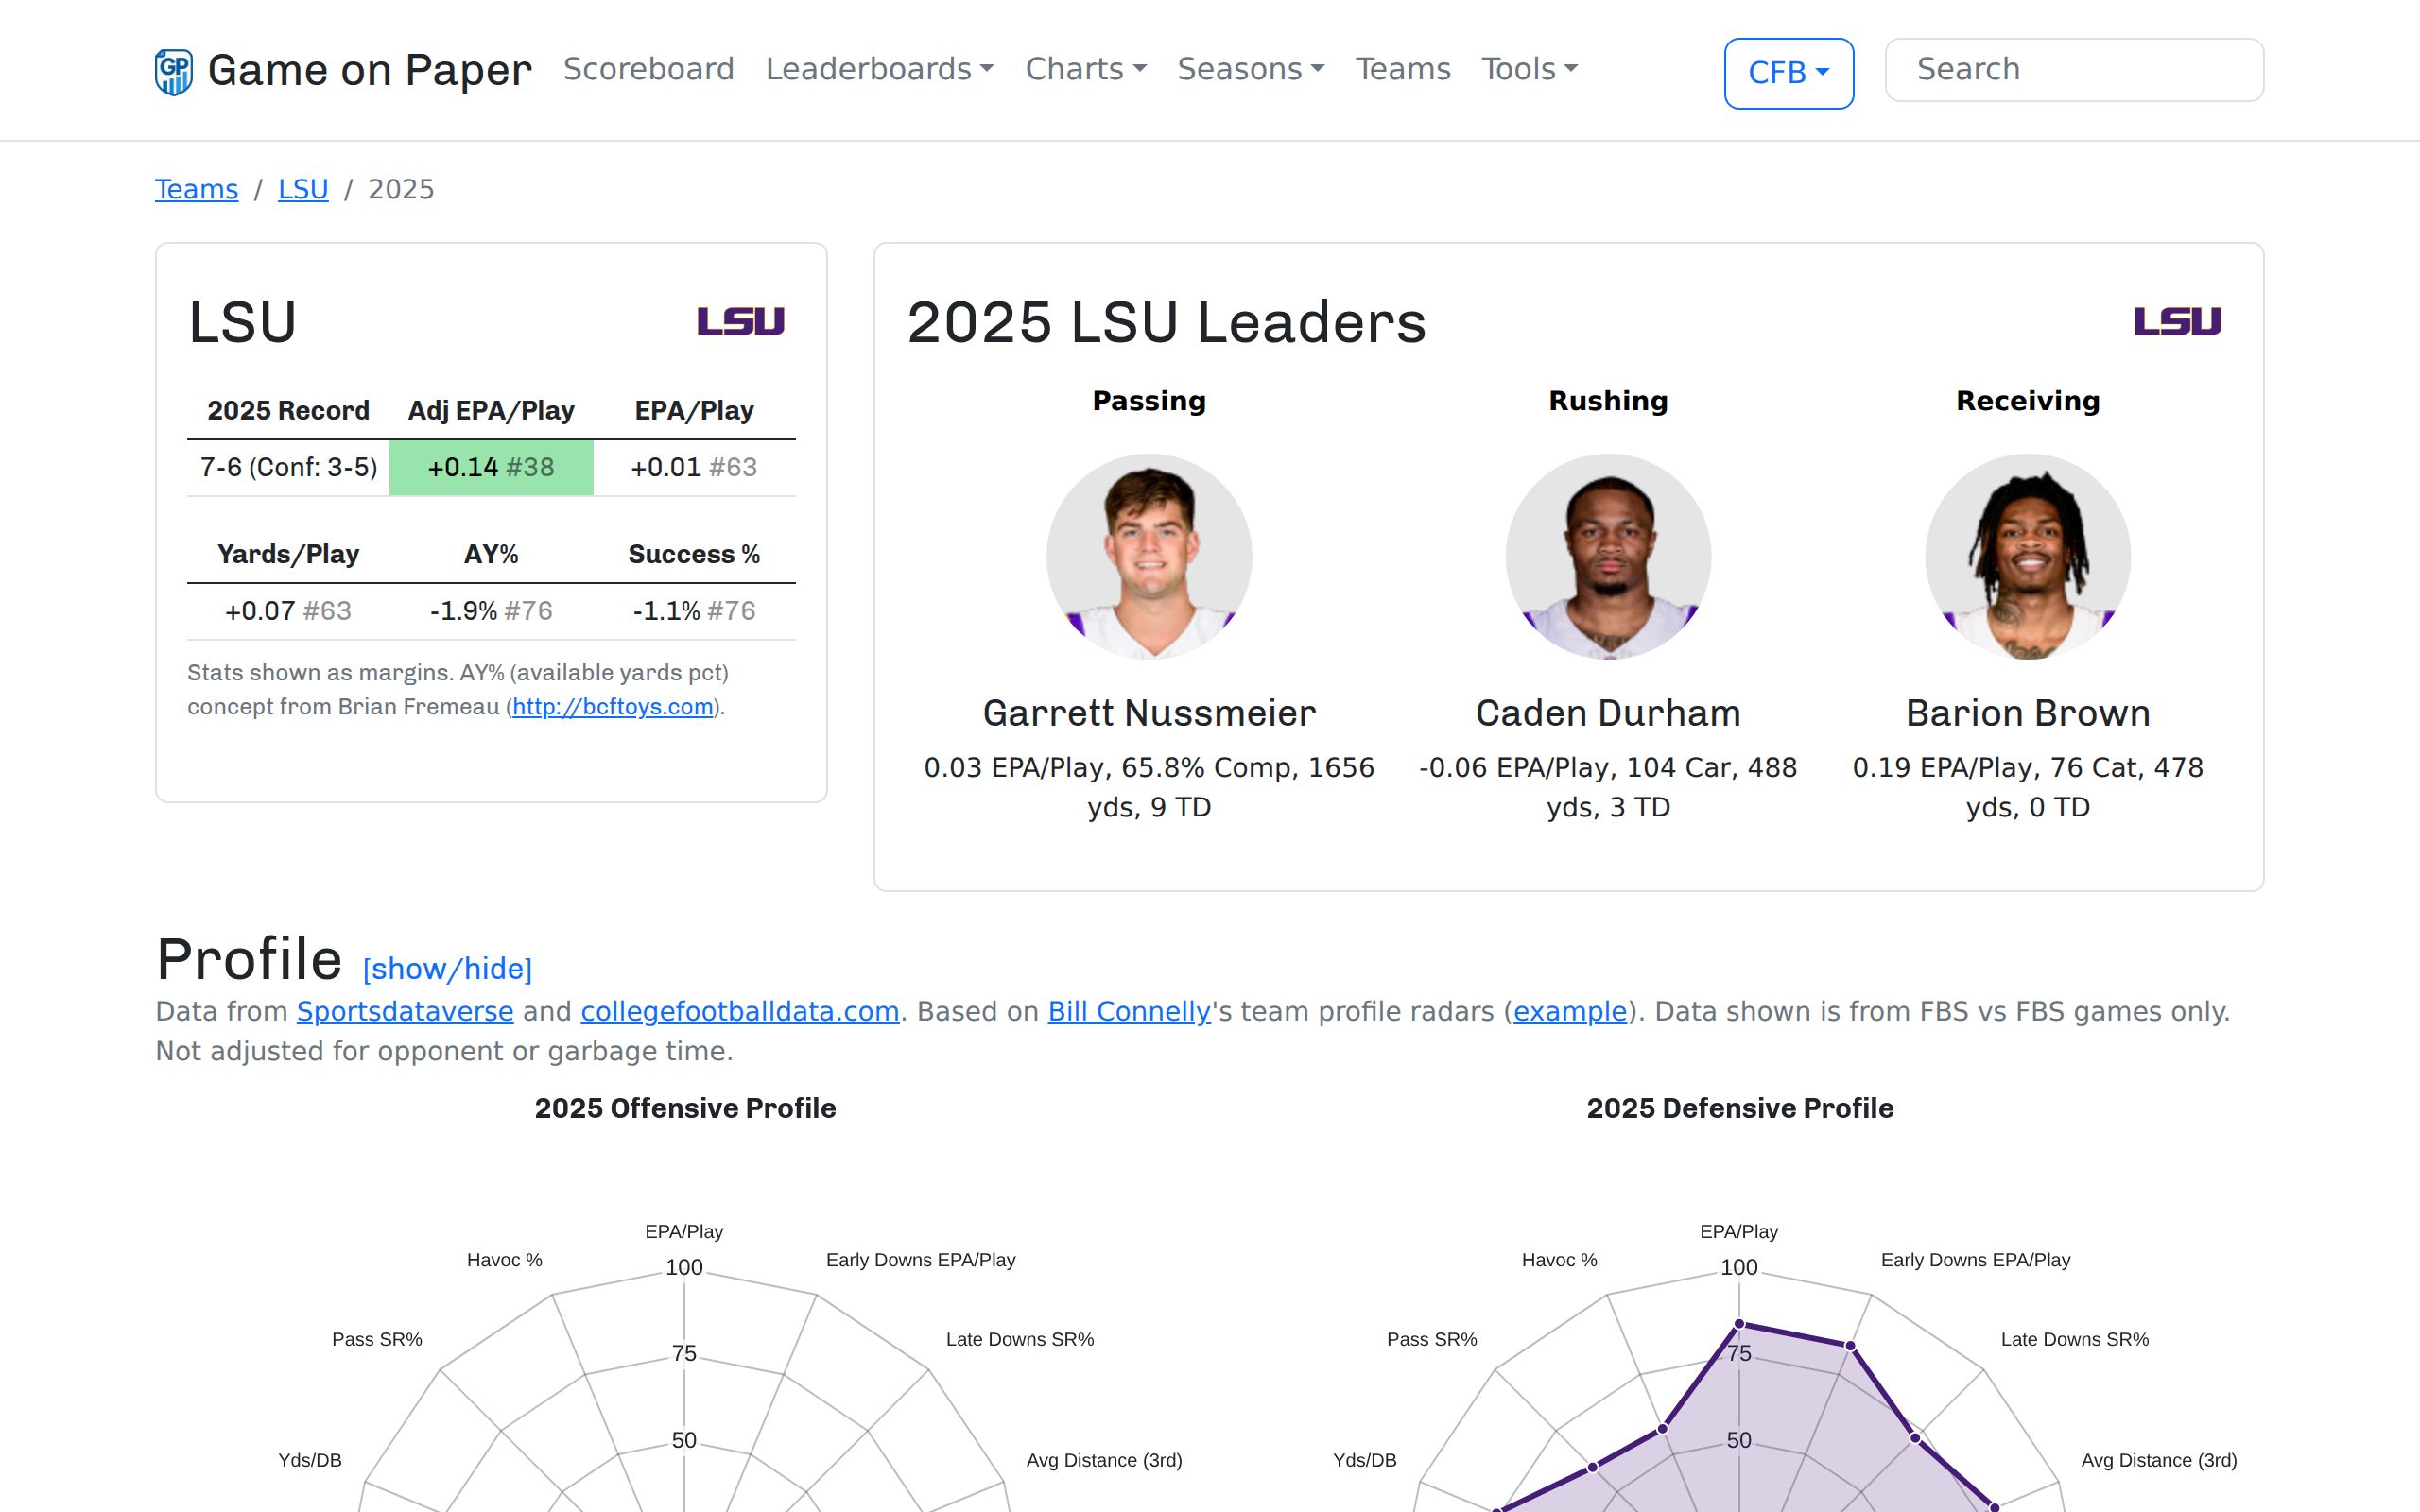 GP Game on Paper Scoreboard Leaderboards Charts Seasons Teams Tools CFB Search
Teams / LSU / 2025
LSU LSU
2025 Record Adj EPA/Play EPA/Play
7-6 (Conf: 3-5) +0.14 #38 +0.01 #63
Yards/Play AY% Success %
+0.07 #63 -1.9% #76 -1.1% #76
Stats shown as margins. AY% (available yards pct)
concept from Brian Fremeau (http://bcftoys.com).
2025 LSU Leaders LSU
Passing Rushing Receiving
Garrett Nussmeier Caden Durham Barion Brown
0.03 EPA/Play, 65.8% Comp, 1656 -0.06 EPA/Play, 104 Car, 488 0.19 EPA/Play, 76 Cat, 478
yds, 9 TD yds, 3 TD yds, 0 TD
Profile [show/hide]
Data from Sportsdataverse and collegefootballdata.com. Based on Bill Connelly's team profile radars (example). Data shown is from FBS vs FBS games only.
Not adjusted for opponent or garbage time.
2025 Offensive Profile
EPA/Play
Havoc % 100 Early Downs EPA/Play
Pass SR% 75 Late Downs SR%
50
Yds/DB Avg Distance (3rd)
2025 Defensive Profile
EPA/Play
Havoc % 100 Early Downs EPA/Play
Pass SR% 75 Late Downs SR%
50
Yds/DB Avg Distance (3rd)